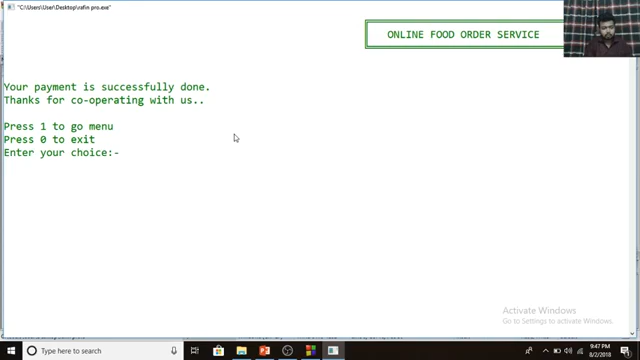 "C:\Users\User\Desktop\rafin pro.exe"
ONLINE FOOD ORDER SERVICE
Your payment is successfully done.
Thanks for co-operating with us..
Press 1 to go menu
Press 0 to exit
Enter your choice:-
Activate Windows
Go to Settings to activate Windows.
Type here to search
9:47 PM
8/2/2018